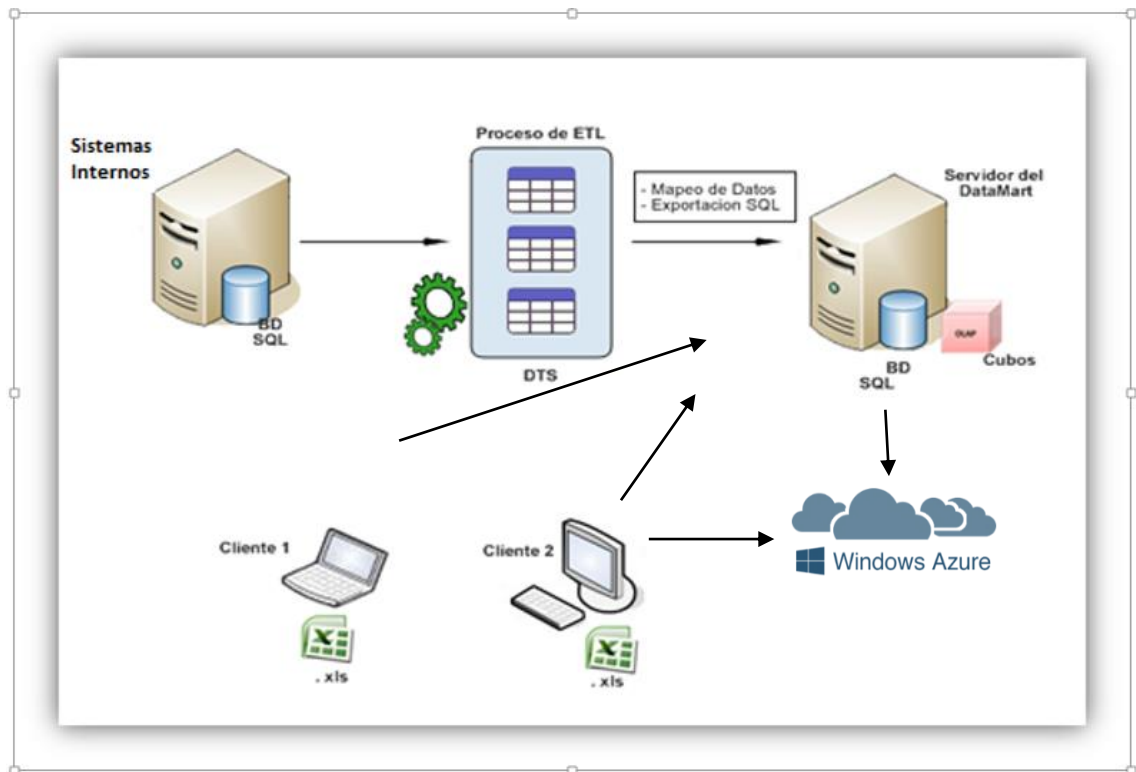 Sistemas
Internos
BD
SQL
Proceso de ETL
DTS
- Mapeo de Datos
- Exportacion SQL
Servidor del
DataMart
OLAP
BD
SQL
Cubos
Cliente 1
.xls
Cliente 2
.xls
Windows Azure